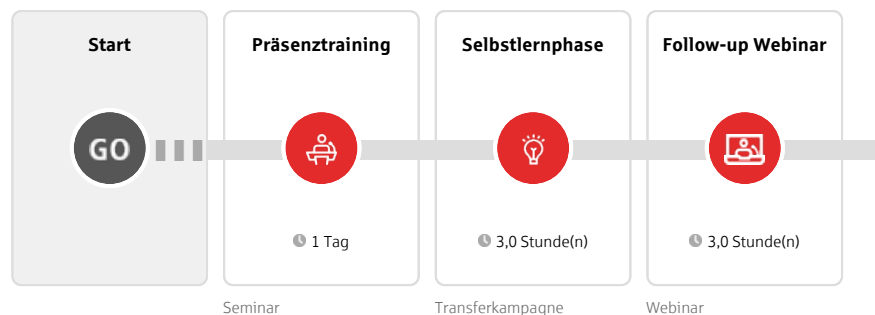 Start
GO
Präsenztraining
1 Tag
Seminar
Selbstlernphase
3,0 Stunde(n)
Transferkampagne
Follow-up Webinar
3,0 Stunde(n)
Webinar